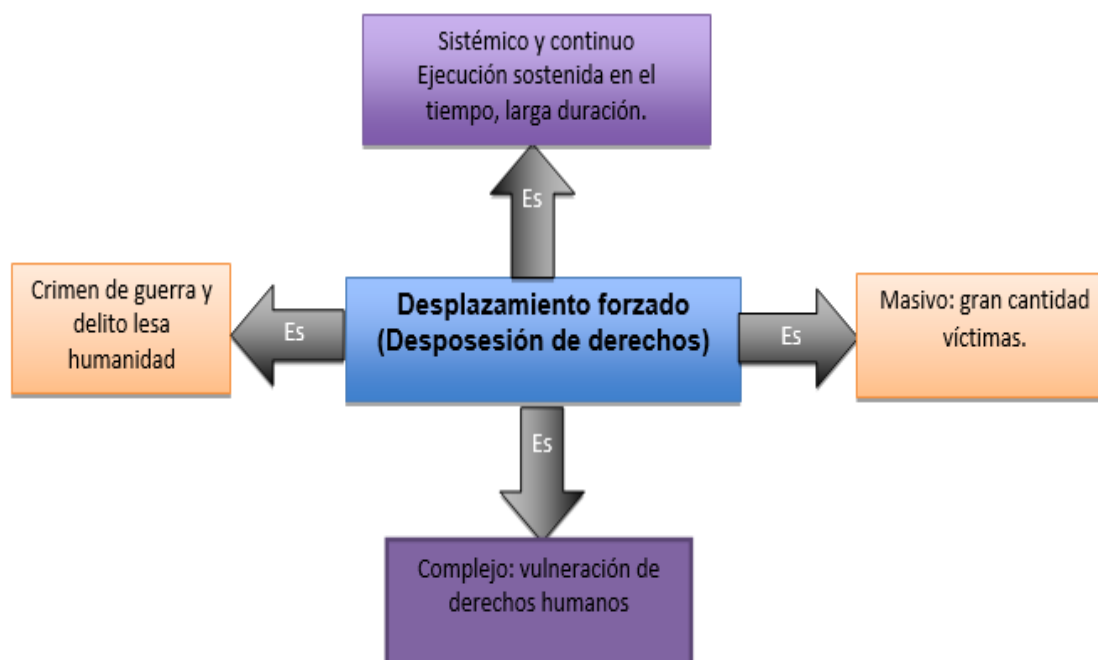 Sistémico y continuo
Ejecución sostenida en el
tiempo, larga duración.
Es
Crimen de guerra y
delito lesa
humanidad
Es
Desplazamiento forzado
(Desposesión de derechos)
Es
Masivo: gran cantidad
víctimas.
Es
Complejo: vulneración de
derechos humanos